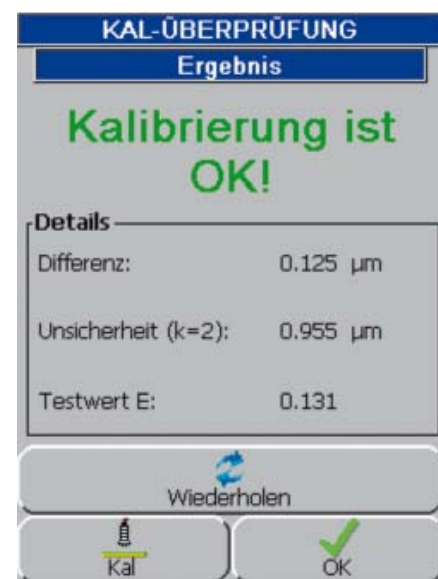 KAL-ÜBERPRÜFUNG
Ergebnis
Kalibrierung ist
OK!
Details
Differenz: 0.125 µm
Unsicherheit (k=2): 0.955 µm
Testwert E: 0.131
Wiederholen
Kal OK